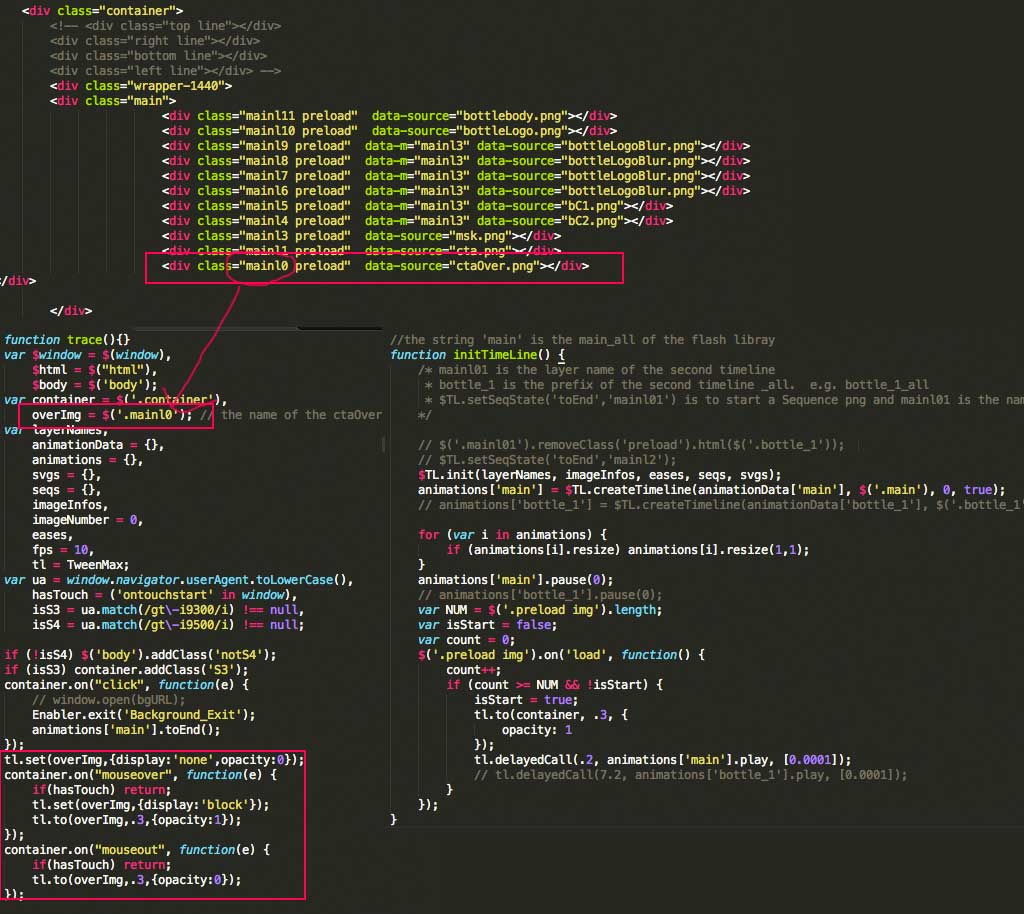 <div class="container">
<!-- <div class="top line"></div>
<div class="right line"></div>
<div class="bottom line"></div>
<div class="left line"></div> -->
<div class="wrapper-1440">
<div class="main">
<div class="mainl11 preload"  data-source="bottlebody.png"></div>
<div class="mainl10 preload"  data-source="bottleLogo.png"></div>
<div class="mainl9 preload"  data-m="mainl3" data-source="bottleLogoBlur.png"></div>
<div class="mainl8 preload"  data-m="mainl3" data-source="bottleLogoBlur.png"></div>
<div class="mainl7 preload"  data-m="mainl3" data-source="bottleLogoBlur.png"></div>
<div class="mainl6 preload"  data-m="mainl3" data-source="bottleLogoBlur.png"></div>
<div class="mainl5 preload"  data-m="mainl3" data-source="bC1.png"></div>
<div class="mainl4 preload"  data-m="mainl3" data-source="bC2.png"></div>
<div class="mainl3 preload"  data-source="msk.png"></div>
<div class="mainl1 preload"  data-source="cta.png"></div>
<div class="mainl0 preload"  data-source="ctaOver.png"></div>
</div>
</div>
function trace(){}
var $window = $(window),
$html = $("html"),
$body = $('body');
var container = $('.container'),
overImg = $('.mainl0'); // the name of the ctaOver
var layerNames,
animationData = {},
animations = {},
svgs = {},
seqs = {},
imageInfos,
imageNumber = 0,
eases,
fps = 10,
tl = TweenMax;
var ua = window.navigator.userAgent.toLowerCase(),
hasTouch = ('ontouchstart' in window),
isS3 = ua.match(/gt\-i9300/i) !== null,
isS4 = ua.match(/gt\-i9500/i) !== null;
if (!isS4) $('body').addClass('notS4');
if (isS3) container.addClass('S3');
container.on("click", function(e) {
// window.open(bgURL);
Enabler.exit('Background_Exit');
animations['main'].toEnd();
});
tl.set(overImg,{display:'none',opacity:0});
container.on("mouseover", function(e) {
if(hasTouch) return;
tl.set(overImg,{display:'block'});
tl.to(overImg,.3,{opacity:1});
});
container.on("mouseout", function(e) {
if(hasTouch) return;
tl.to(overImg,.3,{opacity:0});
});
//the string 'main' is the main_all of the flash libray
function initTimeLine() {
/* mainl01 is the layer name of the second timeline
* bottle_1 is the prefix of the second timeline _all.  e.g. bottle_1_all
* $TL.setSeqState('toEnd','mainl01') is to start a Sequence png and mainl01 is the nam
*/
// $('.mainl01').removeClass('preload').html($('.bottle_1'));
// $TL.setSeqState('toEnd','mainl2');
$TL.init(layerNames, imageInfos, eases, seqs, svgs);
animations['main'] = $TL.createTimeline(animationData['main'], $('.main'), 0, true);
// animations['bottle_1'] = $TL.createTimeline(animationData['bottle_1'], $('.bottle_1'
for (var i in animations) {
if (animations[i].resize) animations[i].resize(1,1);
}
animations['main'].pause(0);
// animations['bottle_1'].pause(0);
var NUM = $('.preload img').length;
var isStart = false;
var count = 0;
$('.preload img').on('load', function() {
count++;
if (count >= NUM && !isStart) {
isStart = true;
tl.to(container, .3, {
opacity: 1
});
tl.delayedCall(.2, animations['main'].play, [0.0001]);
// tl.delayedCall(7.2, animations['bottle_1'].play, [0.0001]);
}
});
}